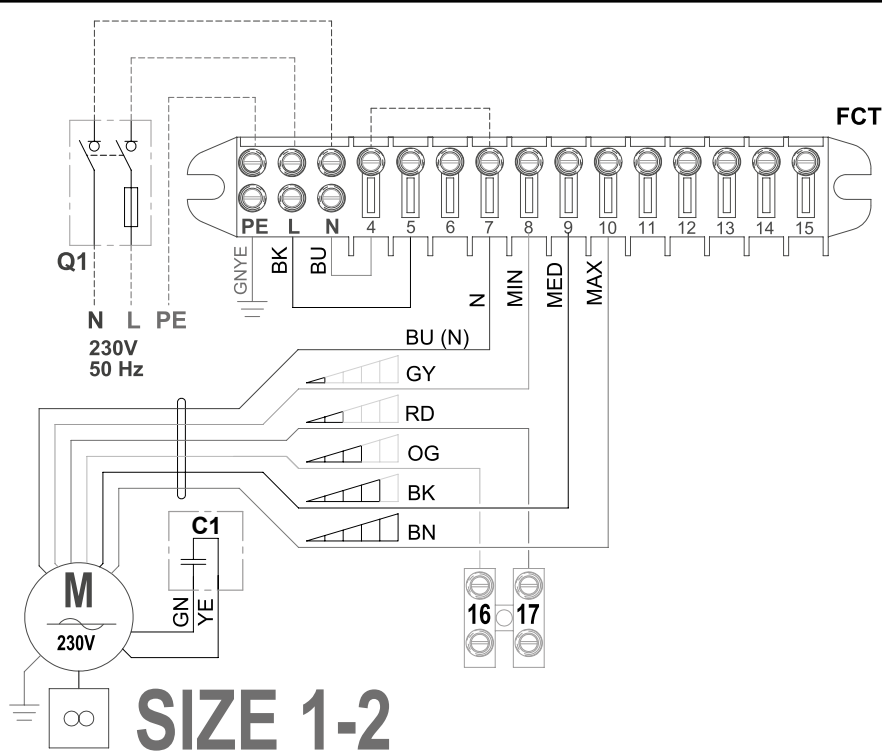 FCT
PE L N 4 5 6 7 8 9 10 11 12 13 14 15
Q1
GNYE
BK
BU
N
MIN
MED
MAX
N L PE
230V
50 Hz
BU (N)
GY
RD
OG
BK
BN
C1
GN
YE
M
230V
16 17
SIZE 1-2